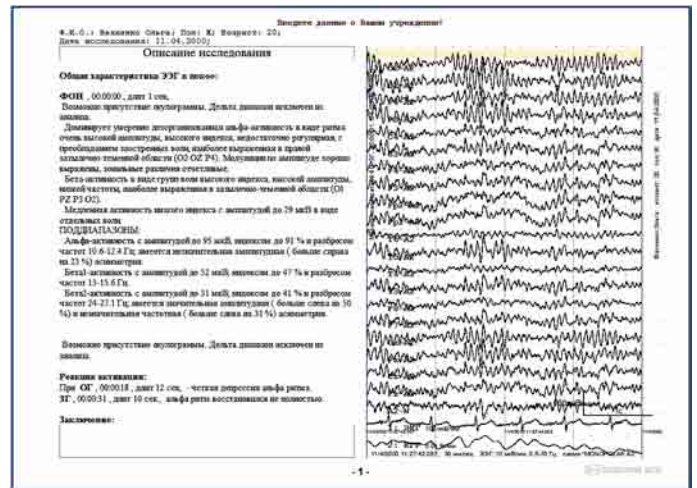 Введите данные о Вашем учреждении!
Ф.И.О.: Ольга; Пол: Ж; Возраст: 20;
Дата исследования: 11.04.2000;
Описание исследования
Общая характеристика ЭЭГ в покое:
ФОН , 00:00:00 , длит 1 сек,
Возможно присутствие окулограммы. Дельта диапазон исключен из
анализа.
Доминирует умеренно дезорганизованная альфа-активность в виде ритма
очень высокой амплитуды, высокого индекса, недостаточно регулярная, с
преобладанием заостренных волн, наиболее выраженная в правой
затылочно-теменной области (O2 OZ P4). Модуляции по амплитуде хорошо
выражены, зональные различия отчетливые.
Бета-активность в виде групп волн высокого индекса, высокой амплитуды,
низкой частоты, наиболее выраженная в затылочно-теменной области (O1
PZ P3 O2).
Медленная активность низкого индекса с амплитудой до 79 мкВ в виде
отдельных волн
ПОДДИАПАЗОНЫ:
Альфа-активность с амплитудой до 95 мкВ, индексом до 91 % и разбросом
частот 10.6-12.4 Гц; имеется незначительная амплитудная ( больше справа
на 23 %) асимметрия.
Бета1-активность с амплитудой до 52 мкВ, индексом до 47 % и разбросом
частот 13-15.6 Гц.
Бета2-активность с амплитудой до 31 мкВ, индексом до 41 % и разбросом
частот 24-27.1 Гц; имеется значительная амплитудная ( больше слева на 50
%) и незначительная частотная ( больше слева на 31 %) асимметрия.
Возможно присутствие окулограммы. Дельта диапазон исключен из
анализа.
Реакция активации:
При ОГ , 00:00:18 , длит 12 сек, - четкая депрессия альфа ритма.
ЗГ , 00:00:31 , длит 10 сек, альфа ритм восстановился не полностью.
Заключение:
- 1 -